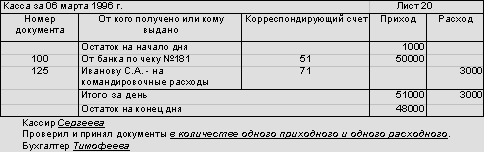 Касса за 06 марта 1996 г. Лист 20
Номер документа От кого получено или кому выдано Корреспондирующий счет Приход Расход
Остаток на начало дня 1000
100 От банка по чеку №181 51 50000
125 Иванову С.А. - на командировочные расходы 71 3000
Итого за день 51000 3000
Остаток на конец дня 48000
Кассир Сергеева
Проверил и принял документы в количестве одного приходного и одного расходного.
Бухгалтер Тимофеева